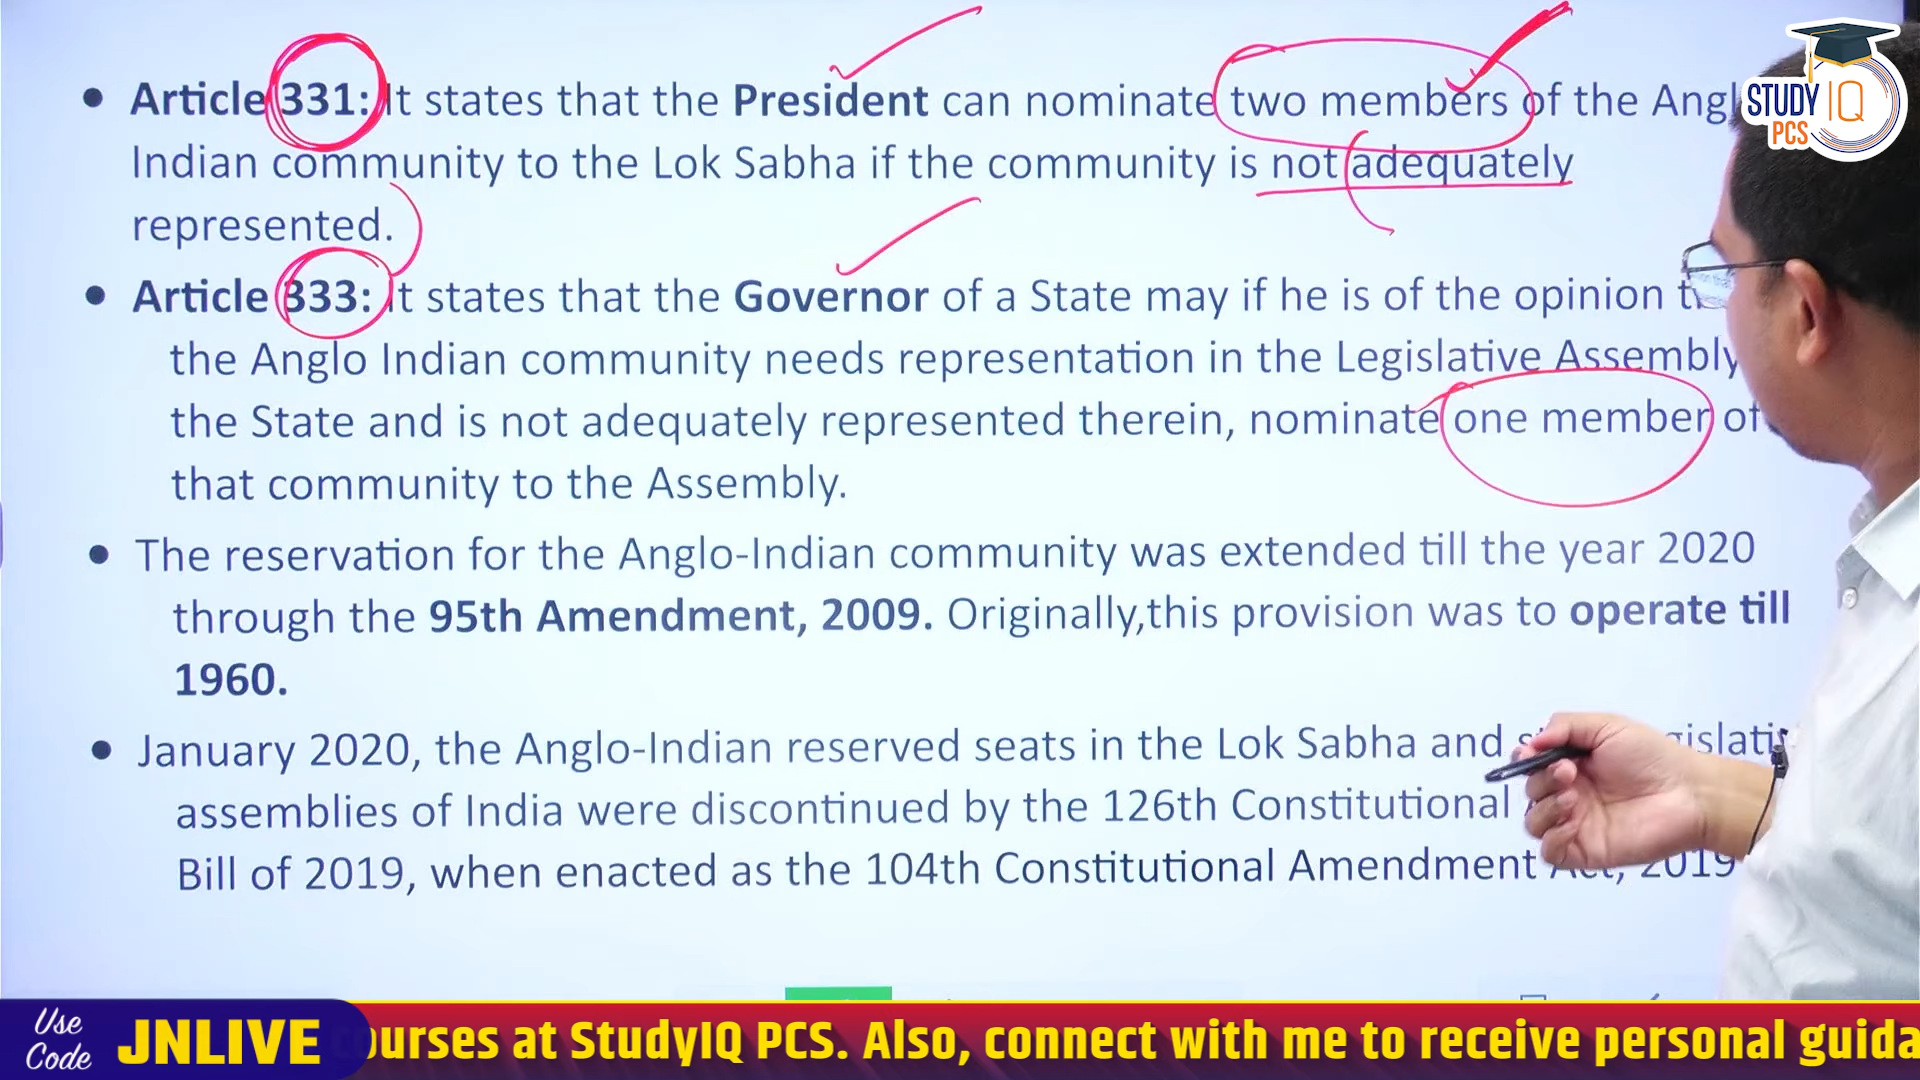 • Article 331: It states that the President can nominate two members of the
Indian community to the Lok Sabha if the community is not adequately
represented.
• Article 333: It states that the Governor of a State may if he is of the opinion
the Anglo Indian community needs representation in the Legislative Assembly
the State and is not adequately represented therein, nominate one member of
that community to the Assembly.
• The reservation for the Anglo-Indian community was extended till the year 2020
through the 95th Amendment, 2009. Originally,this provision was to operate till
1960.
• January 2020, the Anglo-Indian reserved seats in the Lok Sabha and
assemblies of India were discontinued by the 126th Constitutional
Bill of 2019, when enacted as the 104th Constitutional Amendment Act, 2019
STUDY IQ
PCS
Use
Code
JNLIVE
ourses at StudyIQ PCS. Also, connect with me to receive personal guida